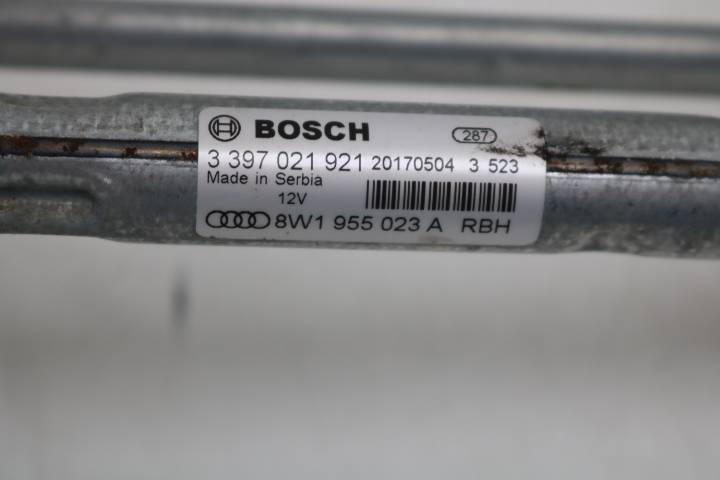 BOSCH 287
3 397 021 921 20170504 3 523
Made in Serbia
12V
8W1 955 023 A RBH